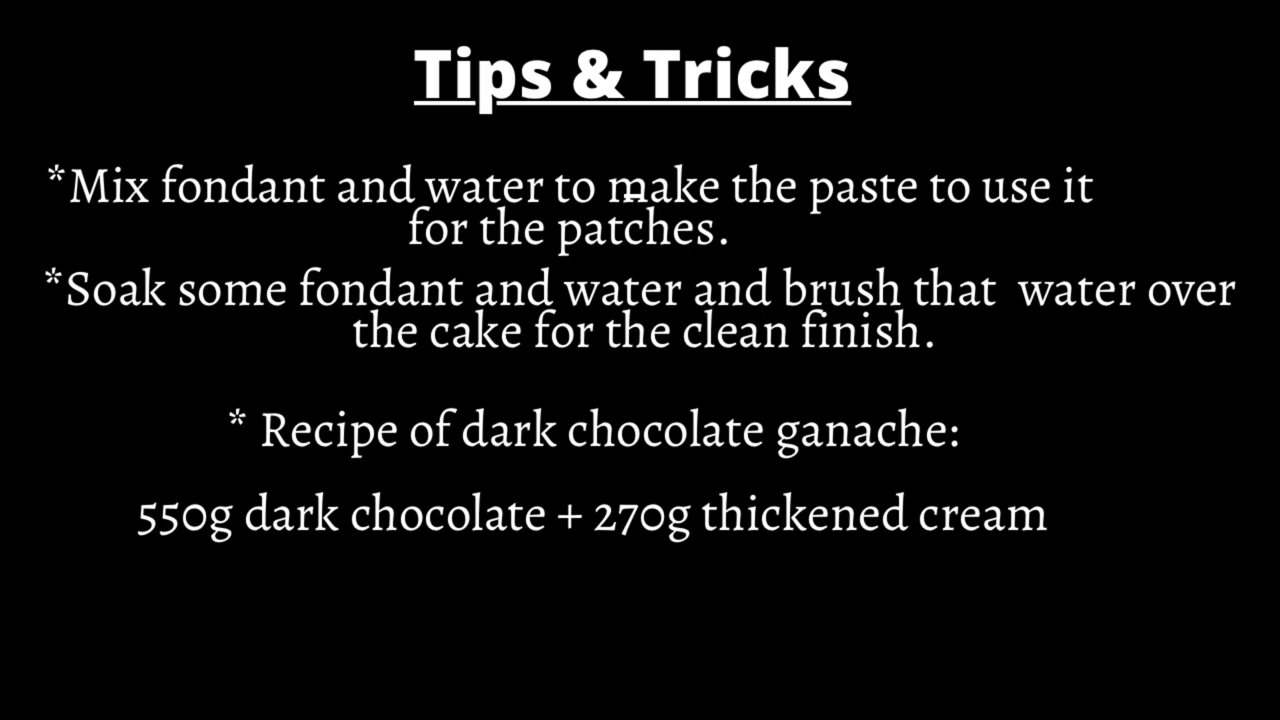 Tips & Tricks
*Mix fondant and water to make the paste to use it
for the patches.
*Soak some fondant and water and brush that  water over
the cake for the clean finish.
* Recipe of dark chocolate ganache:
550g dark chocolate + 270g thickened cream